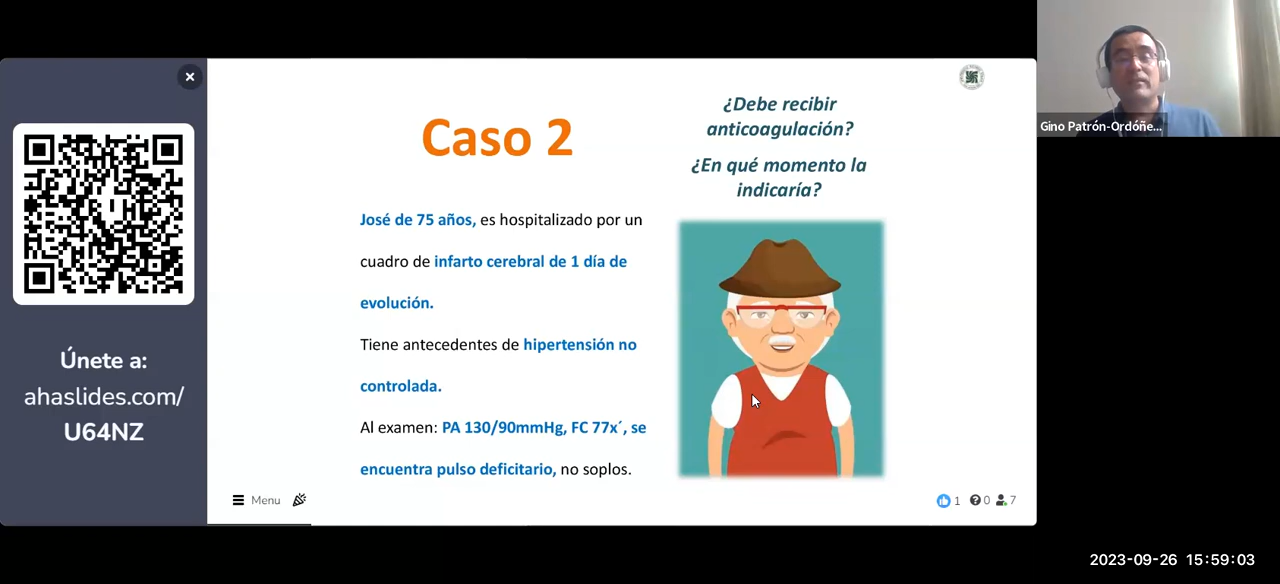 Caso 2
¿Debe recibir
anticoagulación?
¿En qué momento la
indicaría?
José de 75 años, es hospitalizado por un
cuadro de infarto cerebral de 1 día de
evolución.
Tiene antecedentes de hipertensión no
controlada.
Al examen: PA 130/90mmHg, FC 77x´, se
encuentra pulso deficitario, no soplos.
Únete a:
ahaslides.com/
U64NZ
Menu
1 0 7
Gino Patrón-Ordóñe...
2023-09-26 15:59:03